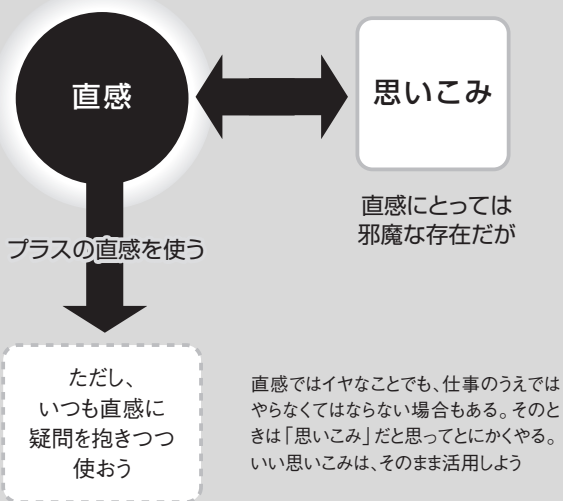 直感
思いこみ
直感にとっては
邪魔な存在だが
プラスの直感を使う
ただし、
いつも直感に
疑問を抱きつつ
使おう
直感ではイヤなことでも、仕事のうえでは
やらなくてはならない場合もある。そのと
きは「思いこみ」だと思ってとにかくやる。
いい思いこみは、そのまま活用しよう